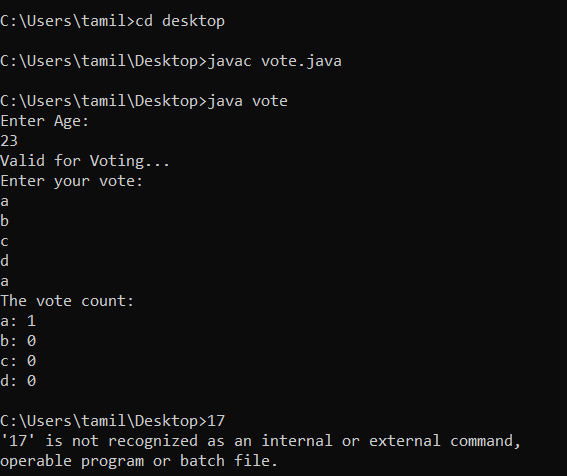 C:\Users\tamil>cd desktop
C:\Users\tamil\Desktop>javac vote.java
C:\Users\tamil\Desktop>java vote
Enter Age:
23
Valid for Voting...
Enter your vote:
a
b
c
d
a
The vote count:
a: 1
b: 0
c: 0
d: 0
C:\Users\tamil\Desktop>17
'17' is not recognized as an internal or external command,
operable program or batch file.